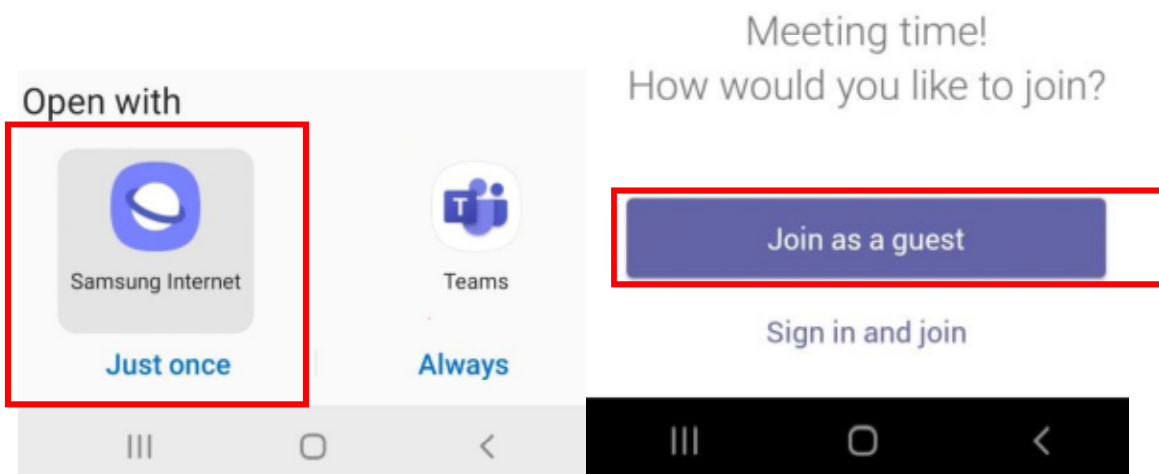 Open with
Samsung Internet
T
Teams
Just once
Always
Meeting time!
How would you like to join?
Join as a guest
Sign in and join